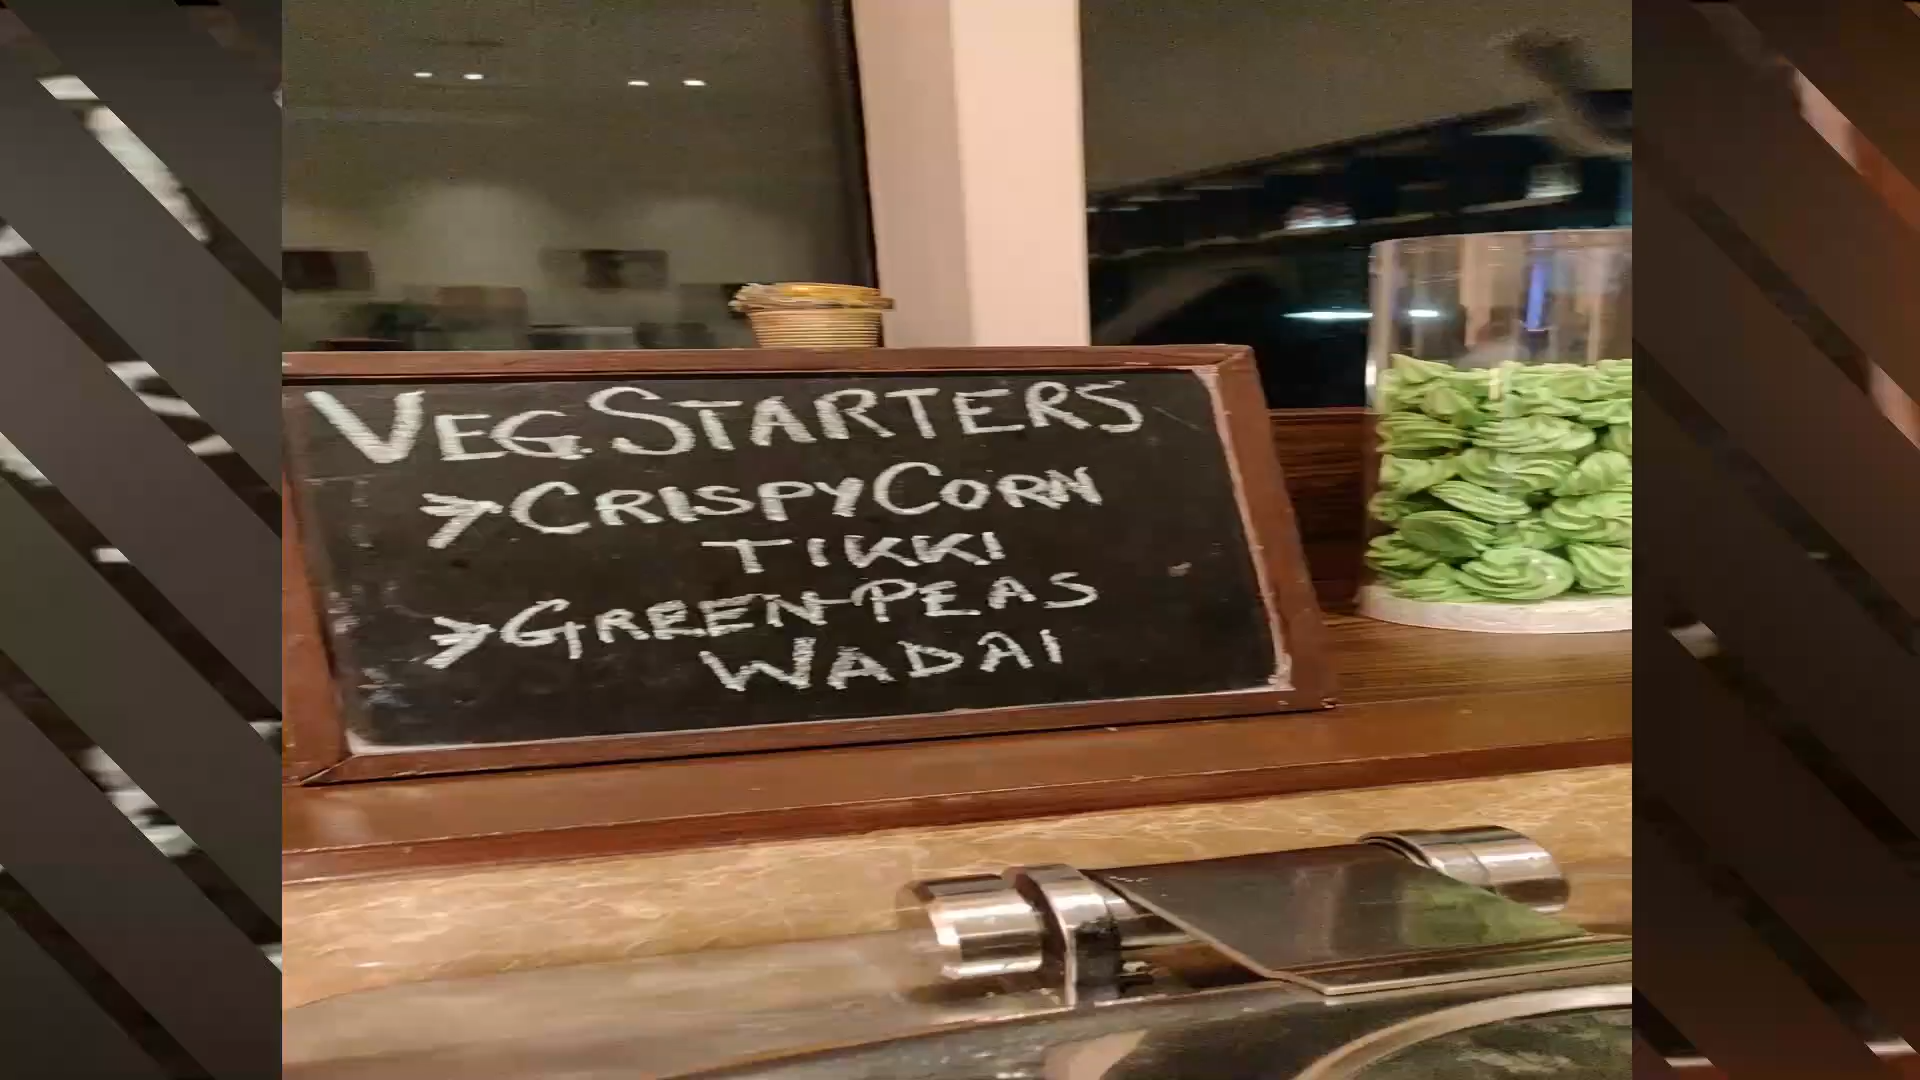 VEG STARTERS
➢ CRISPY CORN
TIKKI
➢ GREEN PEAS
WADAI